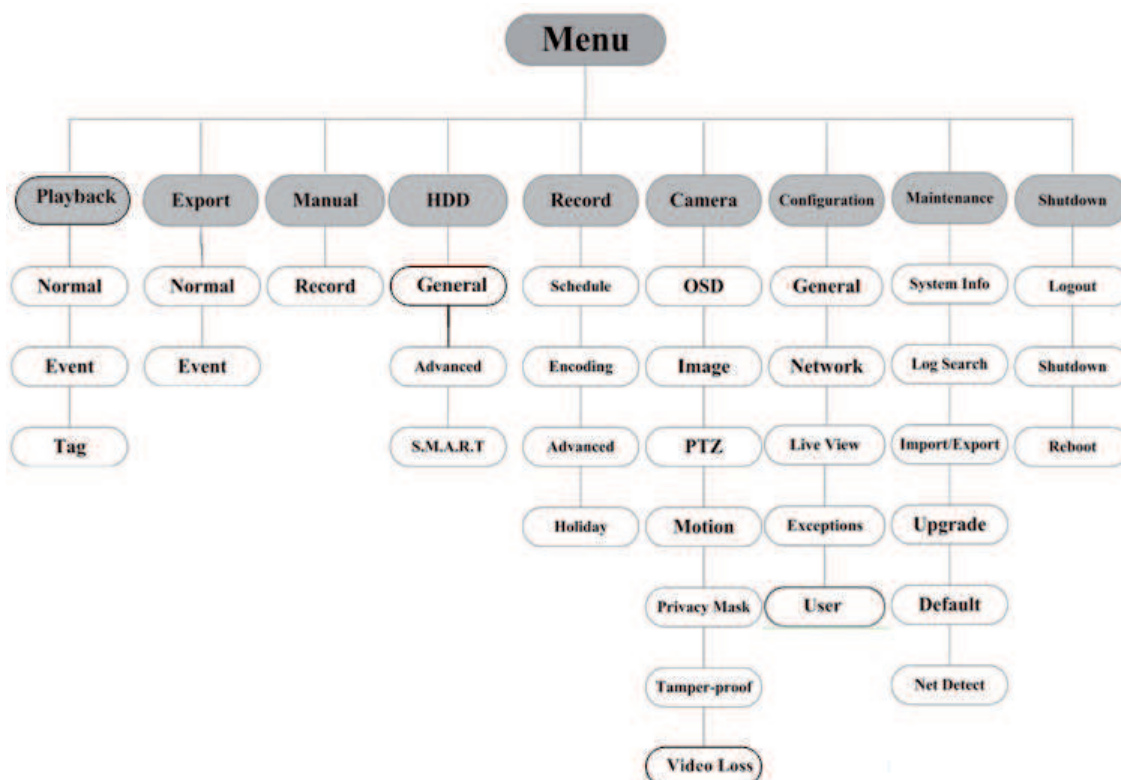 Menu
Playback
Export
Manual
HDD
Record
Camera
Configuration
Maintenance
Shutdown
Normal
Normal
Record
General
Schedule
OSD
General
System Info
Logout
Event
Event
Advanced
Encoding
Image
Network
Log Search
Shutdown
Tag
S.M.A.R.T
Advanced
PTZ
Live View
Import/Export
Reboot
Holiday
Motion
Exceptions
Upgrade
Privacy Mask
User
Default
Tamper-proof
Net Detect
Video Loss